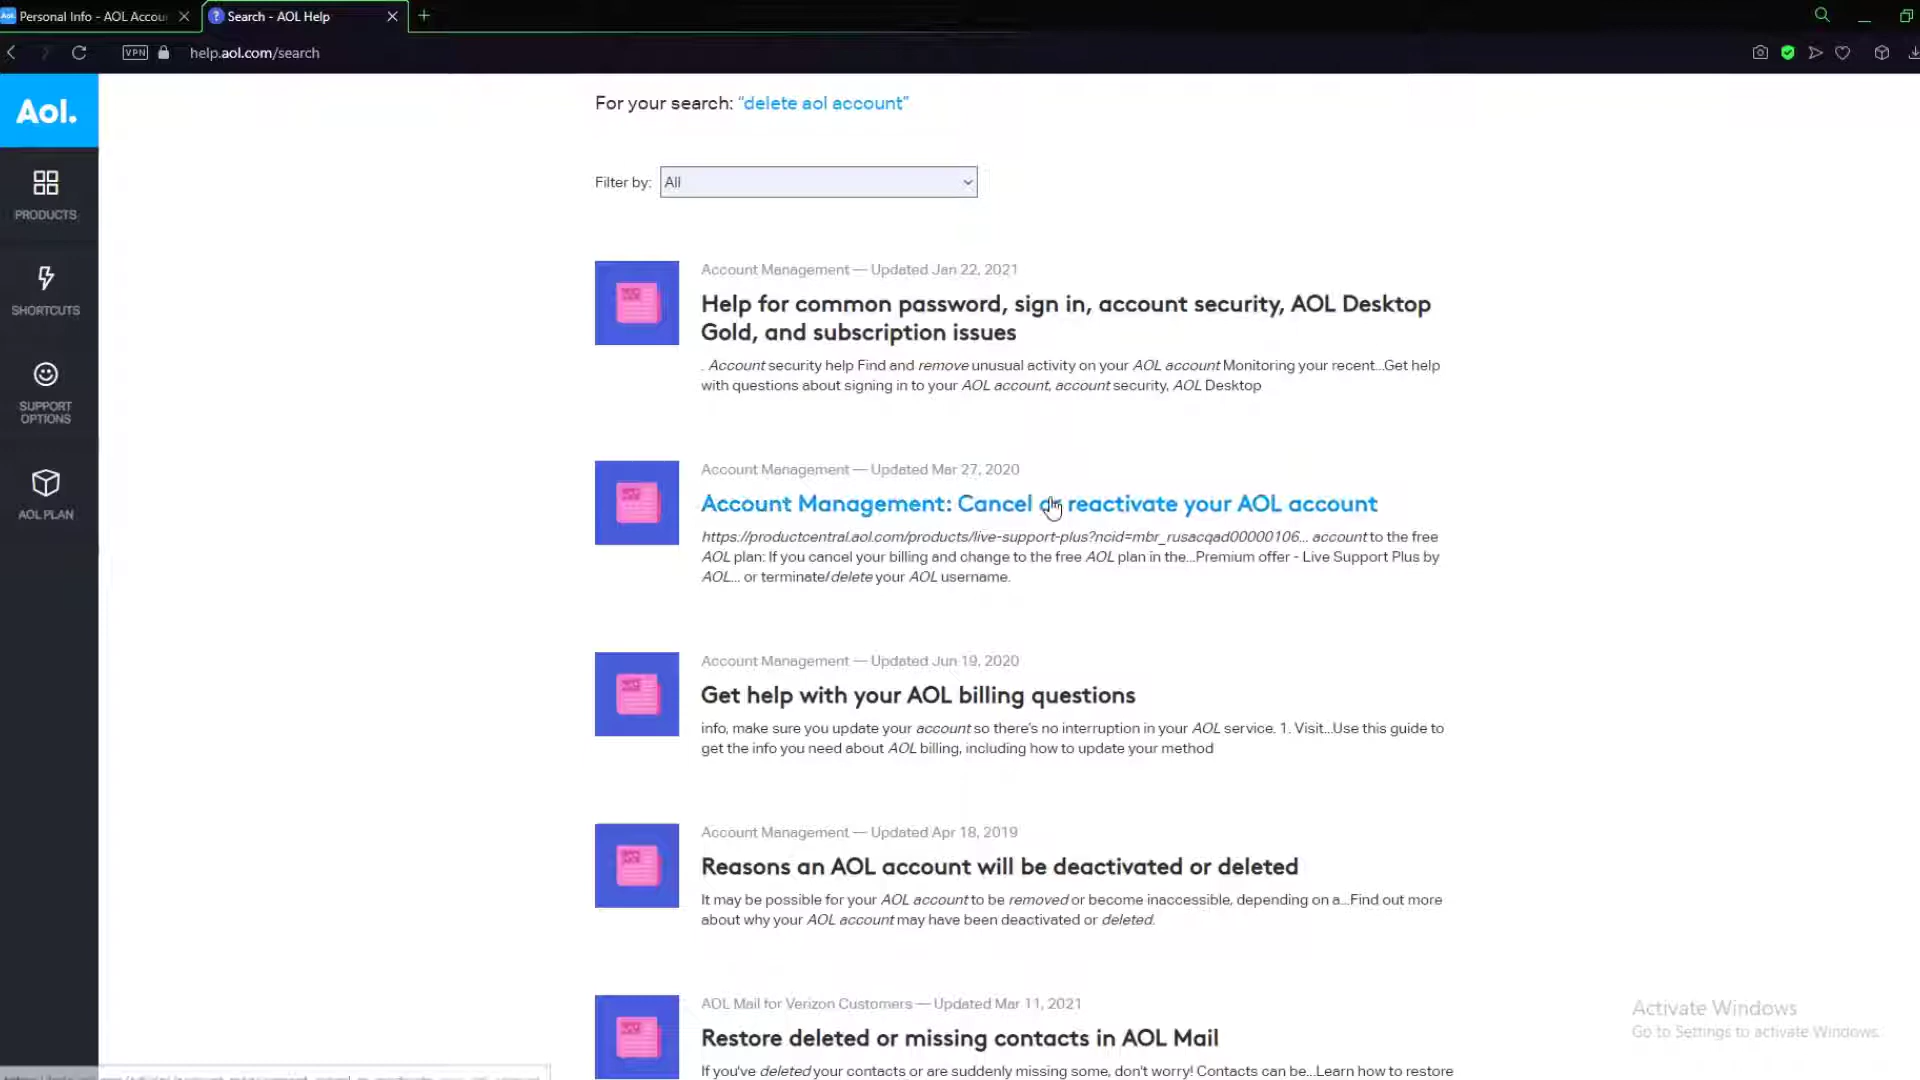 Personal Info - AOL Accou
Search - AOL Help
VPN
help.aol.com/search
Aol.
PRODUCTS
SHORTCUTS
SUPPORT
OPTIONS
AOL PLAN
For your search: "delete aol account"
Filter by: All
Account Management — Updated Jan 22, 2021
Help for common password, sign in, account security, AOL Desktop
Gold, and subscription issues
. Account security help Find and remove unusual activity on your AOL account Monitoring your recent...Get help
with questions about signing in to your AOL account, account security, AOL Desktop
Account Management — Updated Mar 27, 2020
Account Management: Cancel or reactivate your AOL account
https://productcentral.aol.com/products/live-support-plus?ncid=mbr_rusacqad00000106... account to the free
AOL plan: If you cancel your billing and change to the free AOL plan in the...Premium offer - Live Support Plus by
AOL... or terminate/delete your AOL username.
Account Management — Updated Jun 19, 2020
Get help with your AOL billing questions
info, make sure you update your account so there's no interruption in your AOL service. 1. Visit...Use this guide to
get the info you need about AOL billing, including how to update your method
Account Management — Updated Apr 18, 2019
Reasons an AOL account will be deactivated or deleted
It may be possible for your AOL account to be removed or become inaccessible, depending on a...Find out more
about why your AOL account may have been deactivated or deleted.
AOL Mail for Verizon Customers — Updated Mar 11, 2021
Restore deleted or missing contacts in AOL Mail
If you've deleted your contacts or are suddenly missing some, don't worry! Contacts can be...Learn how to restore
Activate Windows
Go to Settings to activate Windows.